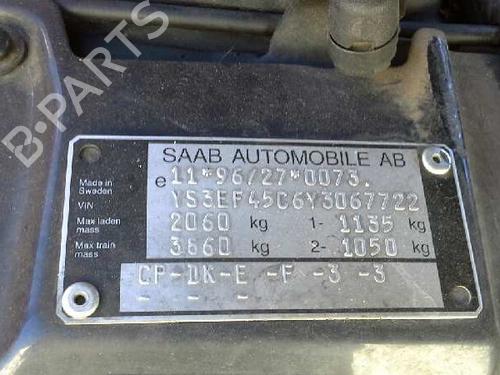 B-PARTS
SAAB AUTOMOBILE AB
Made in Sweden e 11*96/27*0073.
VIN YS3EF45C6Y3067722
Max laden mass 2060 kg 1- 1135 kg
Max train mass 3860 kg 2- 1050 kg
CP-DK-E -F -3 -3
- - -